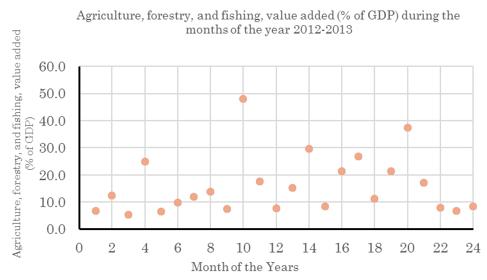 Agriculture, forestry, and fishing, value added (% of GDP) during the
months of the year 2012-2013
Agriculture, forestry, and fishing, value added
(% of GDP)
60.0
50.0
40.0
30.0
20.0
10.0
0.0
0 2 4 6 8 10 12 14 16 18 20 22 24
Month of the Years